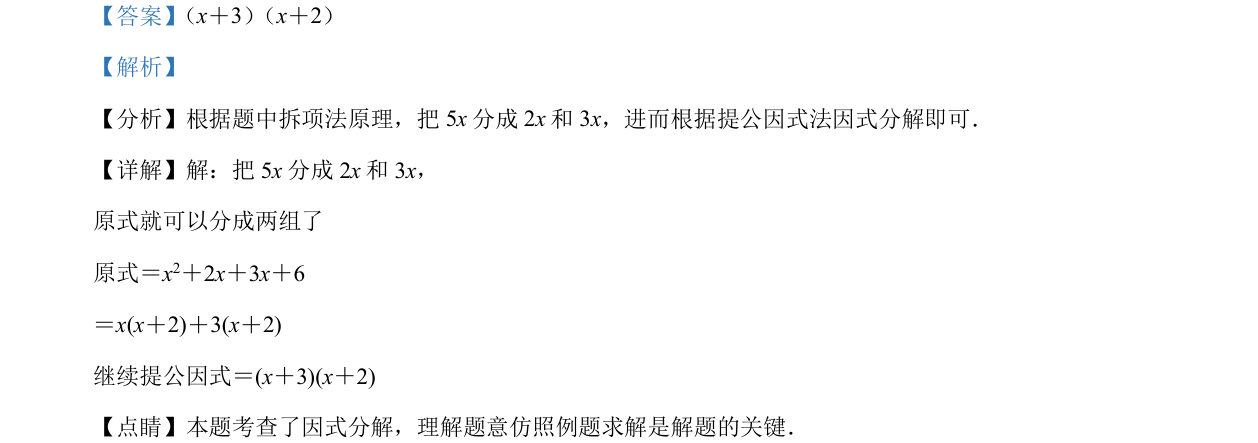 【答案】（x＋3）（x＋2）
【解析】
【分析】根据题中拆项法原理，把 5x 分成 2x 和 3x，进而根据提公因式法因式分解即可．
【详解】解：把 5x 分成 2x 和 3x，
原式就可以分成两组了
原式＝x²＋2x＋3x＋6
＝x(x＋2)＋3(x＋2)
继续提公因式＝(x＋3)(x＋2)
【点睛】本题考查了因式分解，理解题意仿照例题求解是解题的关键．